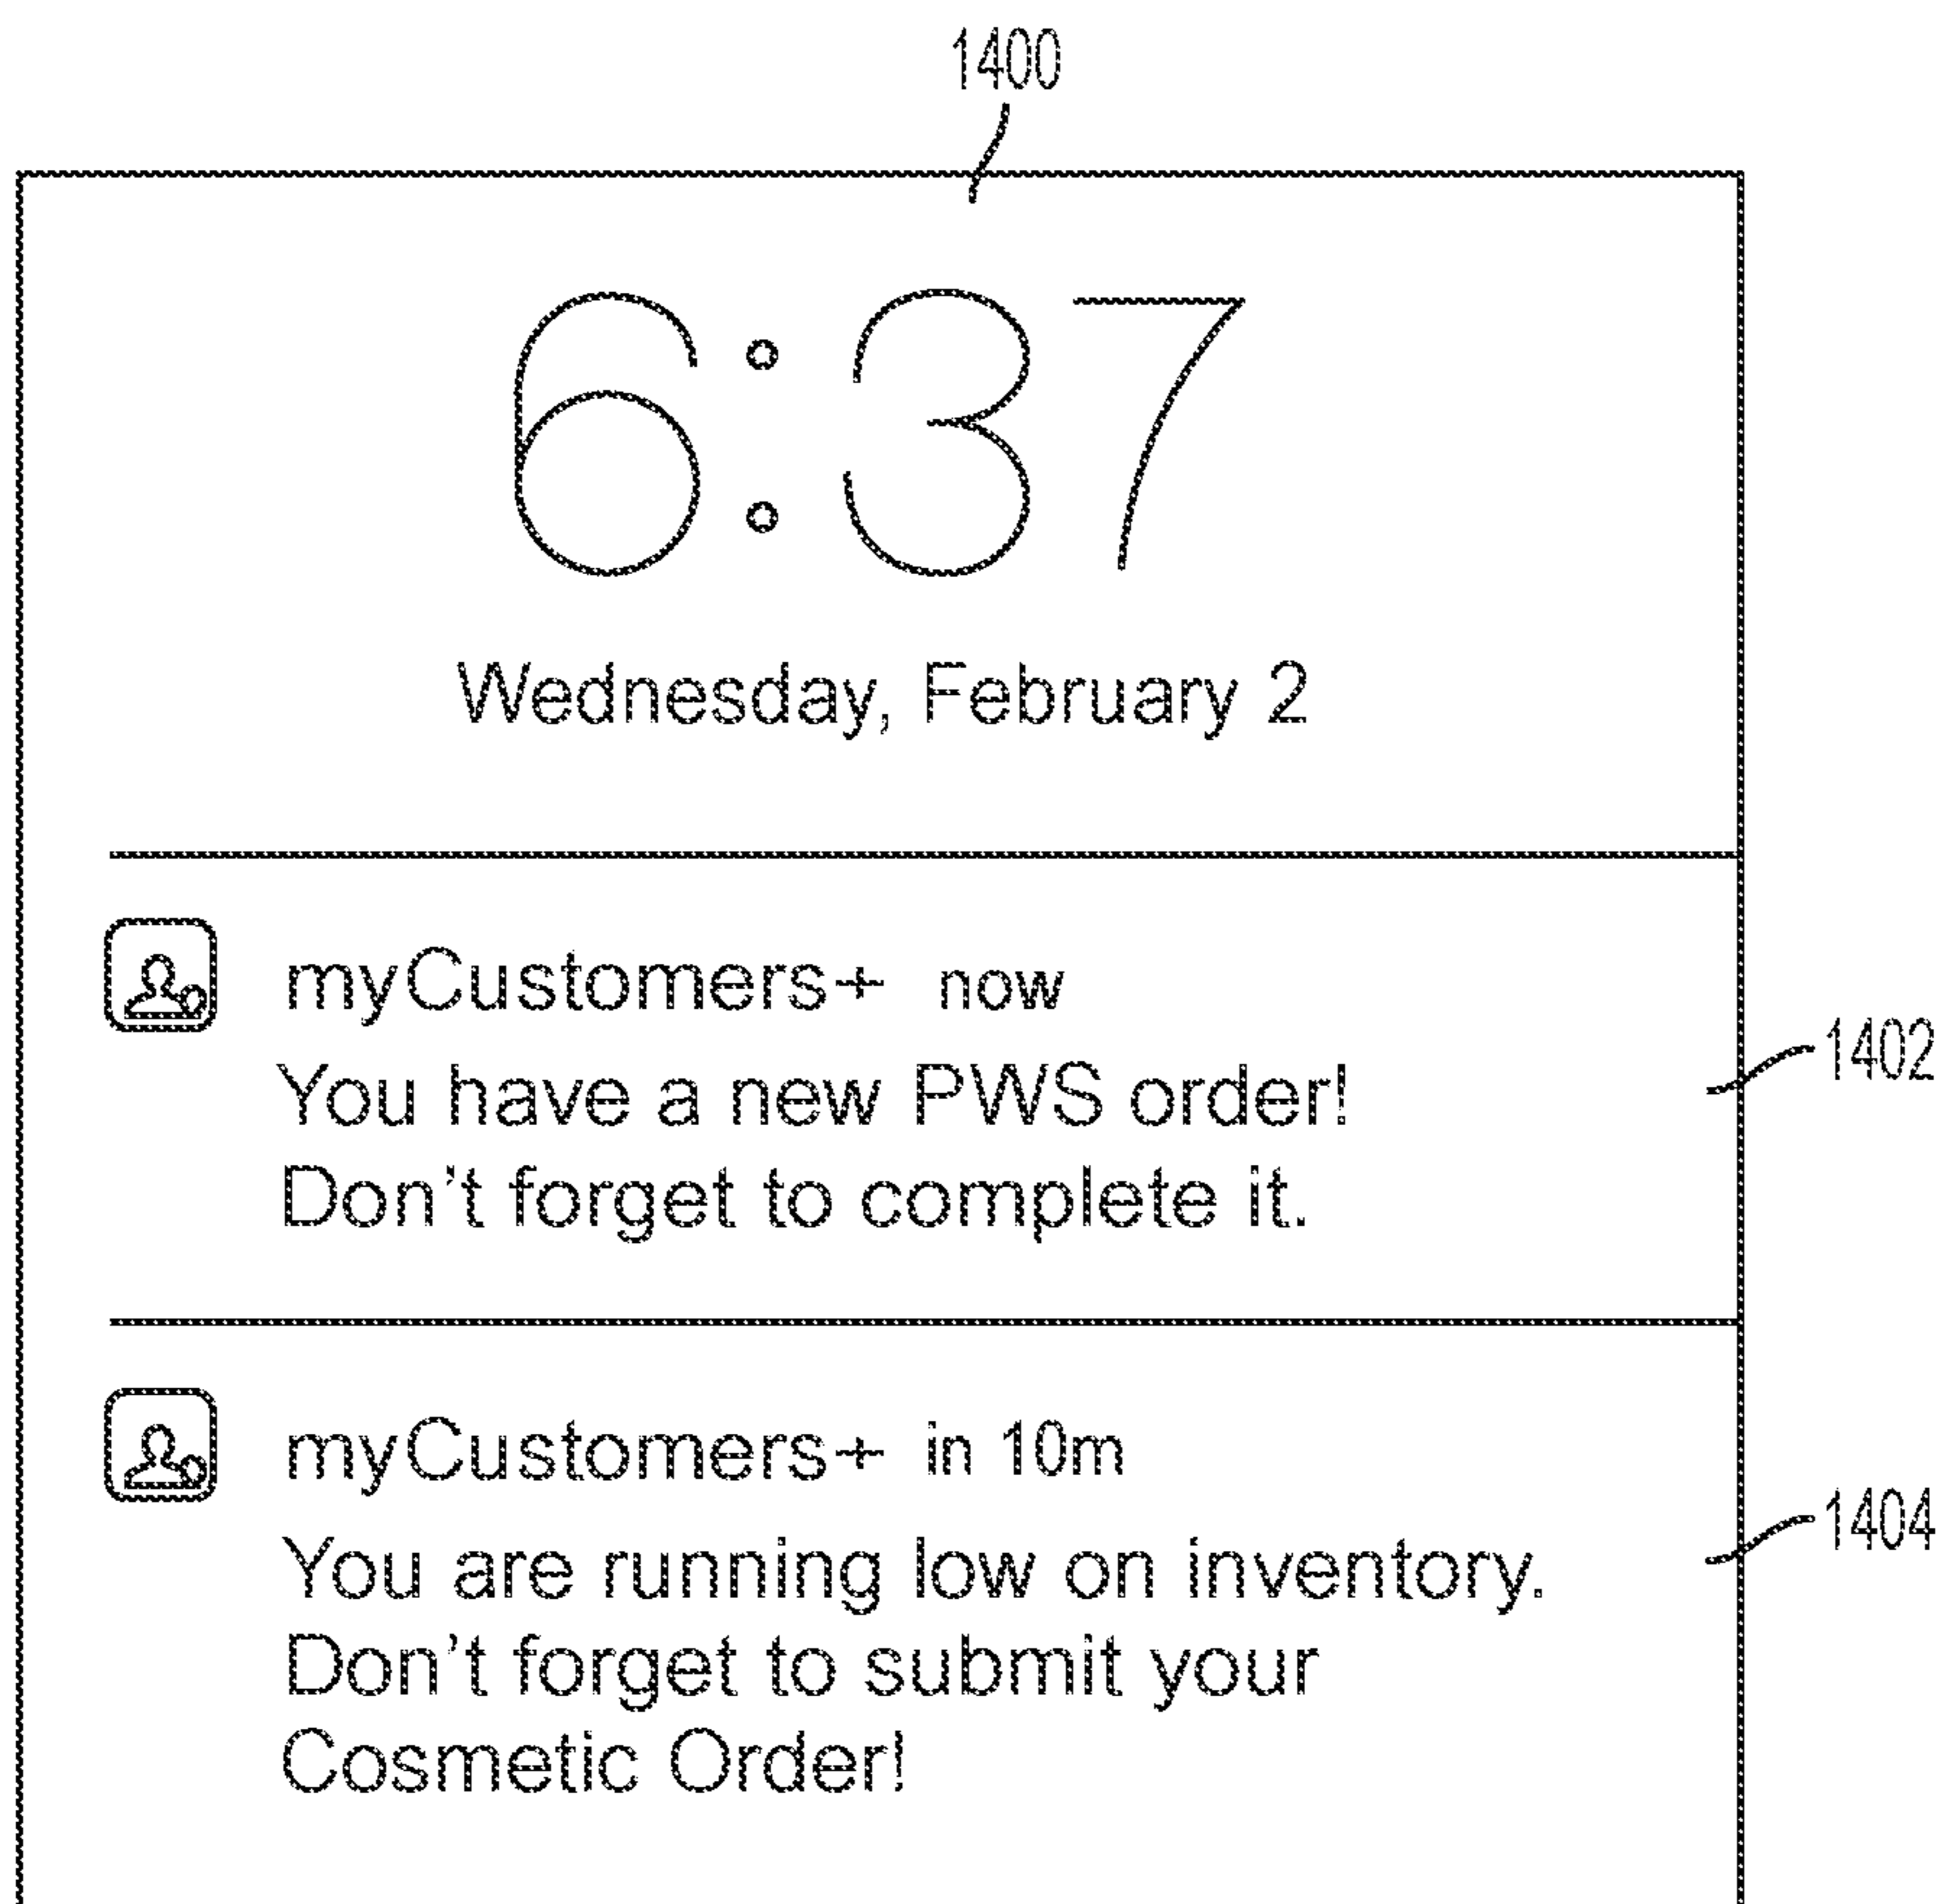 1400
6:37
Wednesday, February 2
myCustomers+ now
You have a new PWS order!
1402
Don't forget to complete it.
myCustomers+ in 10m
You are running low on inventory.
1404
Don't forget to submit your
Cosmetic Order!